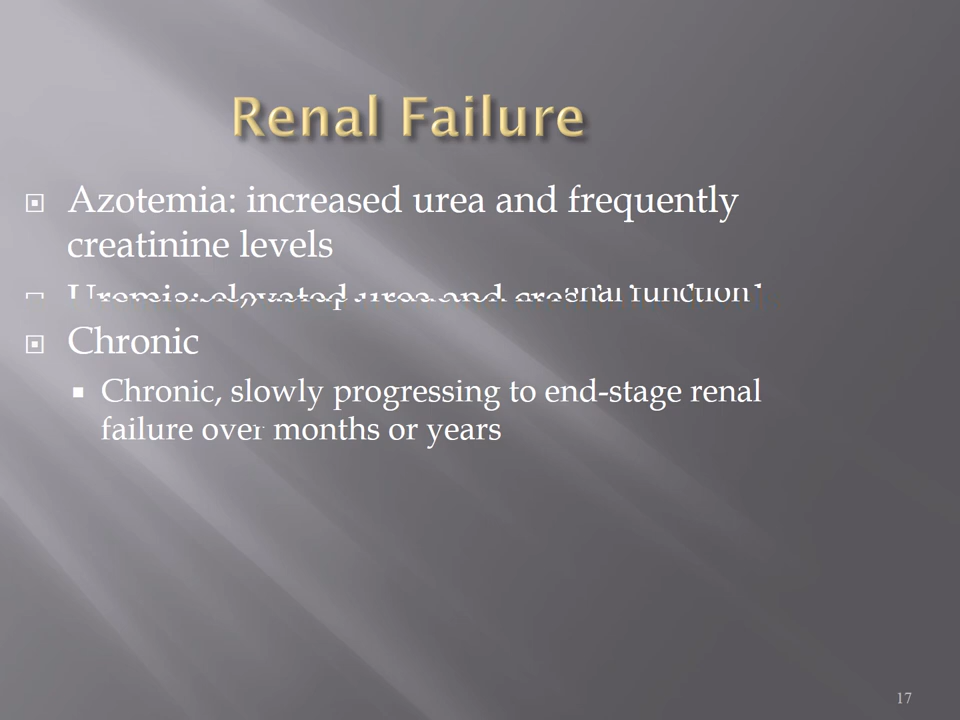 Renal Failure
Azotemia: increased urea and frequently
creatinine levels
Uremia: elevated urea and function
Chronic
Chronic, slowly progressing to end-stage renal
failure over months or years
17